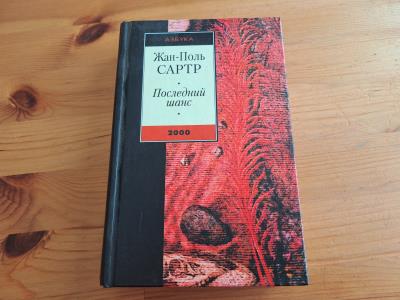 АЗБУКА
Жан-Поль
САРТР
Последний
шанс
2000